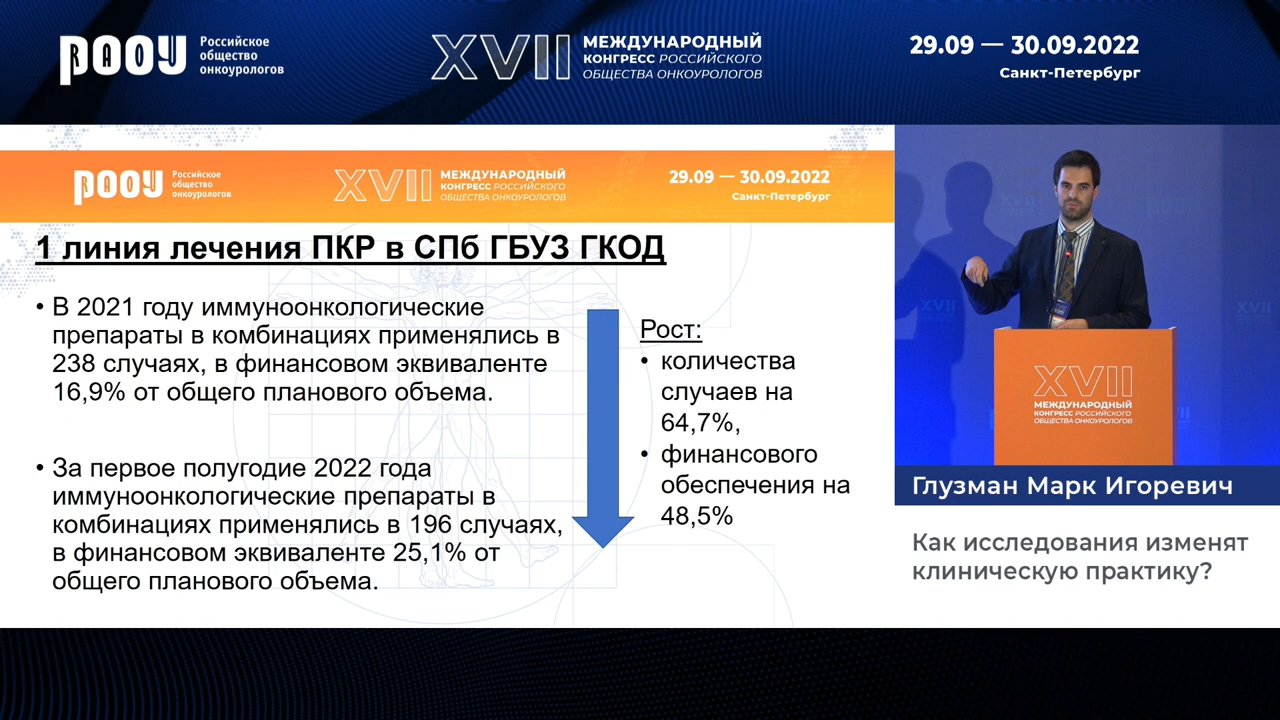 РАОУ
Российское
общество
онкоурологов
XVII
МЕЖДУНАРОДНЫЙ
КОНГРЕСС РОССИЙСКОГО
ОБЩЕСТВА ОНКОУРОЛОГОВ
29.09 — 30.09.2022
Санкт-Петербург
РАОУ
Российское
общество
онкоурологов
XVII
МЕЖДУНАРОДНЫЙ
КОНГРЕСС РОССИЙСКОГО
ОБЩЕСТВА ОНКОУРОЛОГОВ
29.09 — 30.09.2022
Санкт-Петербург
1 линия лечения ПКР в СПб ГБУЗ ГКОД
• В 2021 году иммуноонкологические
препараты в комбинациях применялись в
238 случаях, в финансовом эквиваленте
16,9% от общего планового объема.
• За первое полугодие 2022 года
иммуноонкологические препараты в
комбинациях применялись в 196 случаях,
в финансовом эквиваленте 25,1% от
общего планового объема.
Рост:
• количества
случаев на
64,7%,
• финансового
обеспечения на
48,5%
XVII
МЕЖДУНАРОДНЫЙ
КОНГРЕСС РОССИЙСКОГО
ОБЩЕСТВА ОНКОУРОЛОГОВ
Глузман Марк Игоревич
Как исследования изменят
клиническую практику?